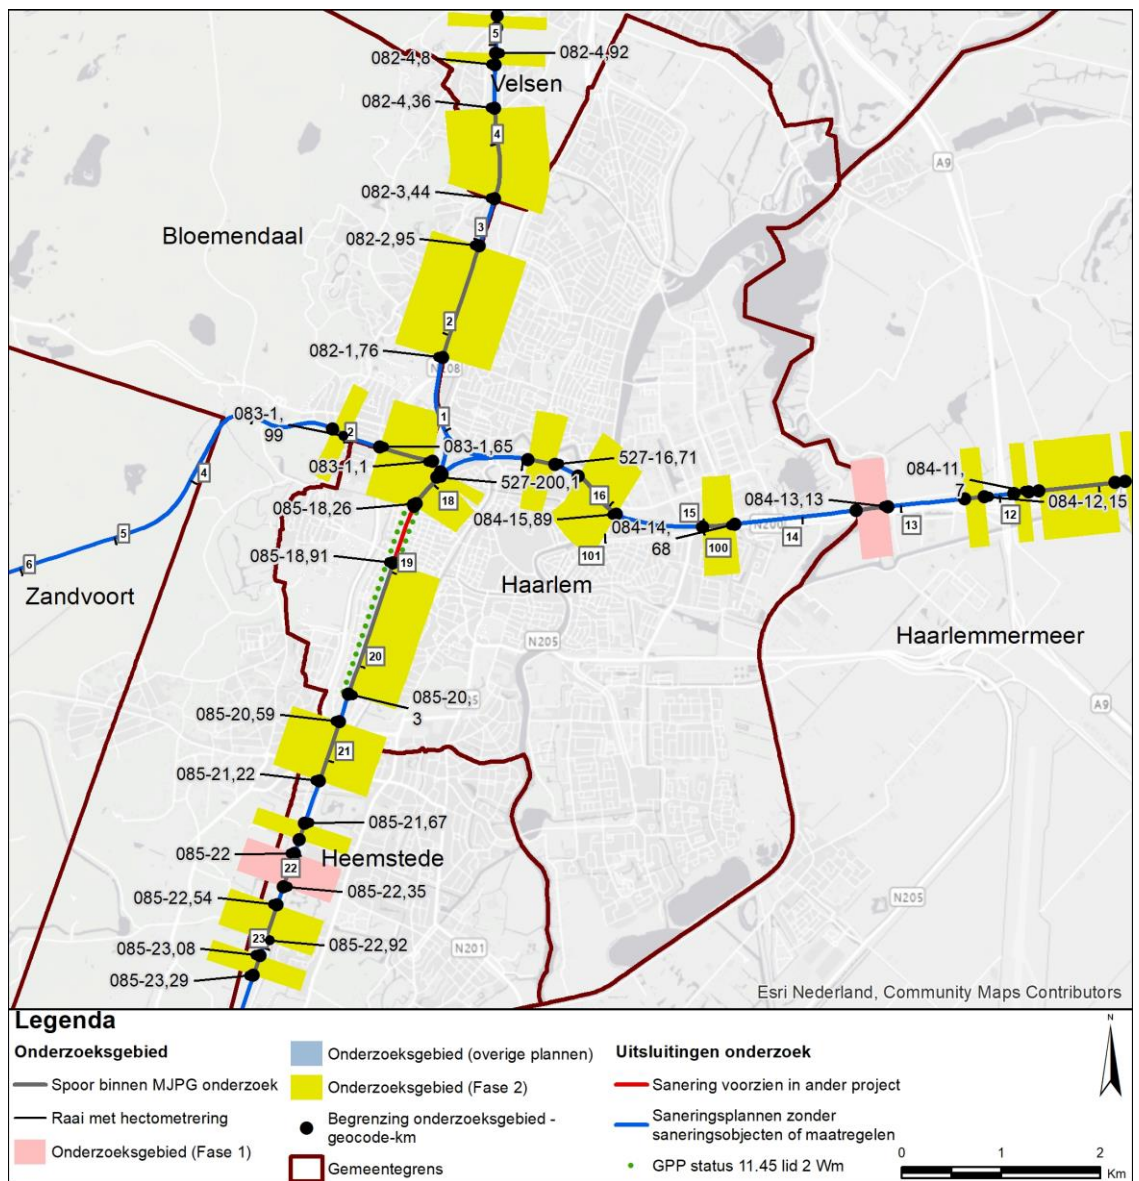 5
082-4,92
082-4,8
Velsen
082-4,36
4
A9
082-3,44
Bloemendaal
3
082-2,95
2
082-1,76
N208
1
083-1,
99
2
083-1,65
083-1,1
527-16,71
084-11,
7
4
18
527-200,1
16
084-13,13
084-12,15
12
085-18,26
084-15,89
084-14,
68
15
N200
13
5
100
14
101
085-18,91
19
6
Haarlem
Zandvoort
N205
Haarlemmermeer
20
085-20,
3
A9
085-20,59
21
085-21,22
085-21,67
085-22
Heemstede
22
085-22,35
085-22,54
N205
23
085-22,92
N201
085-23,08
085-23,29
Esri Nederland, Community Maps Contributors
Legenda
Onderzoeksgebied
Spoor binnen MJPG onderzoek
Raai met hectometrering
Onderzoeksgebied (Fase 1)
Onderzoeksgebied (overige plannen)
Onderzoeksgebied (Fase 2)
Begrenzing onderzoeksgebied -
geocode-km
Gemeentegrens
Uitsluitingen onderzoek
Sanering voorzien in ander project
Saneringsplannen zonder
saneringsobjecten of maatregelen
GPP status 11.45 lid 2 Wm
N
0
1
2
Km